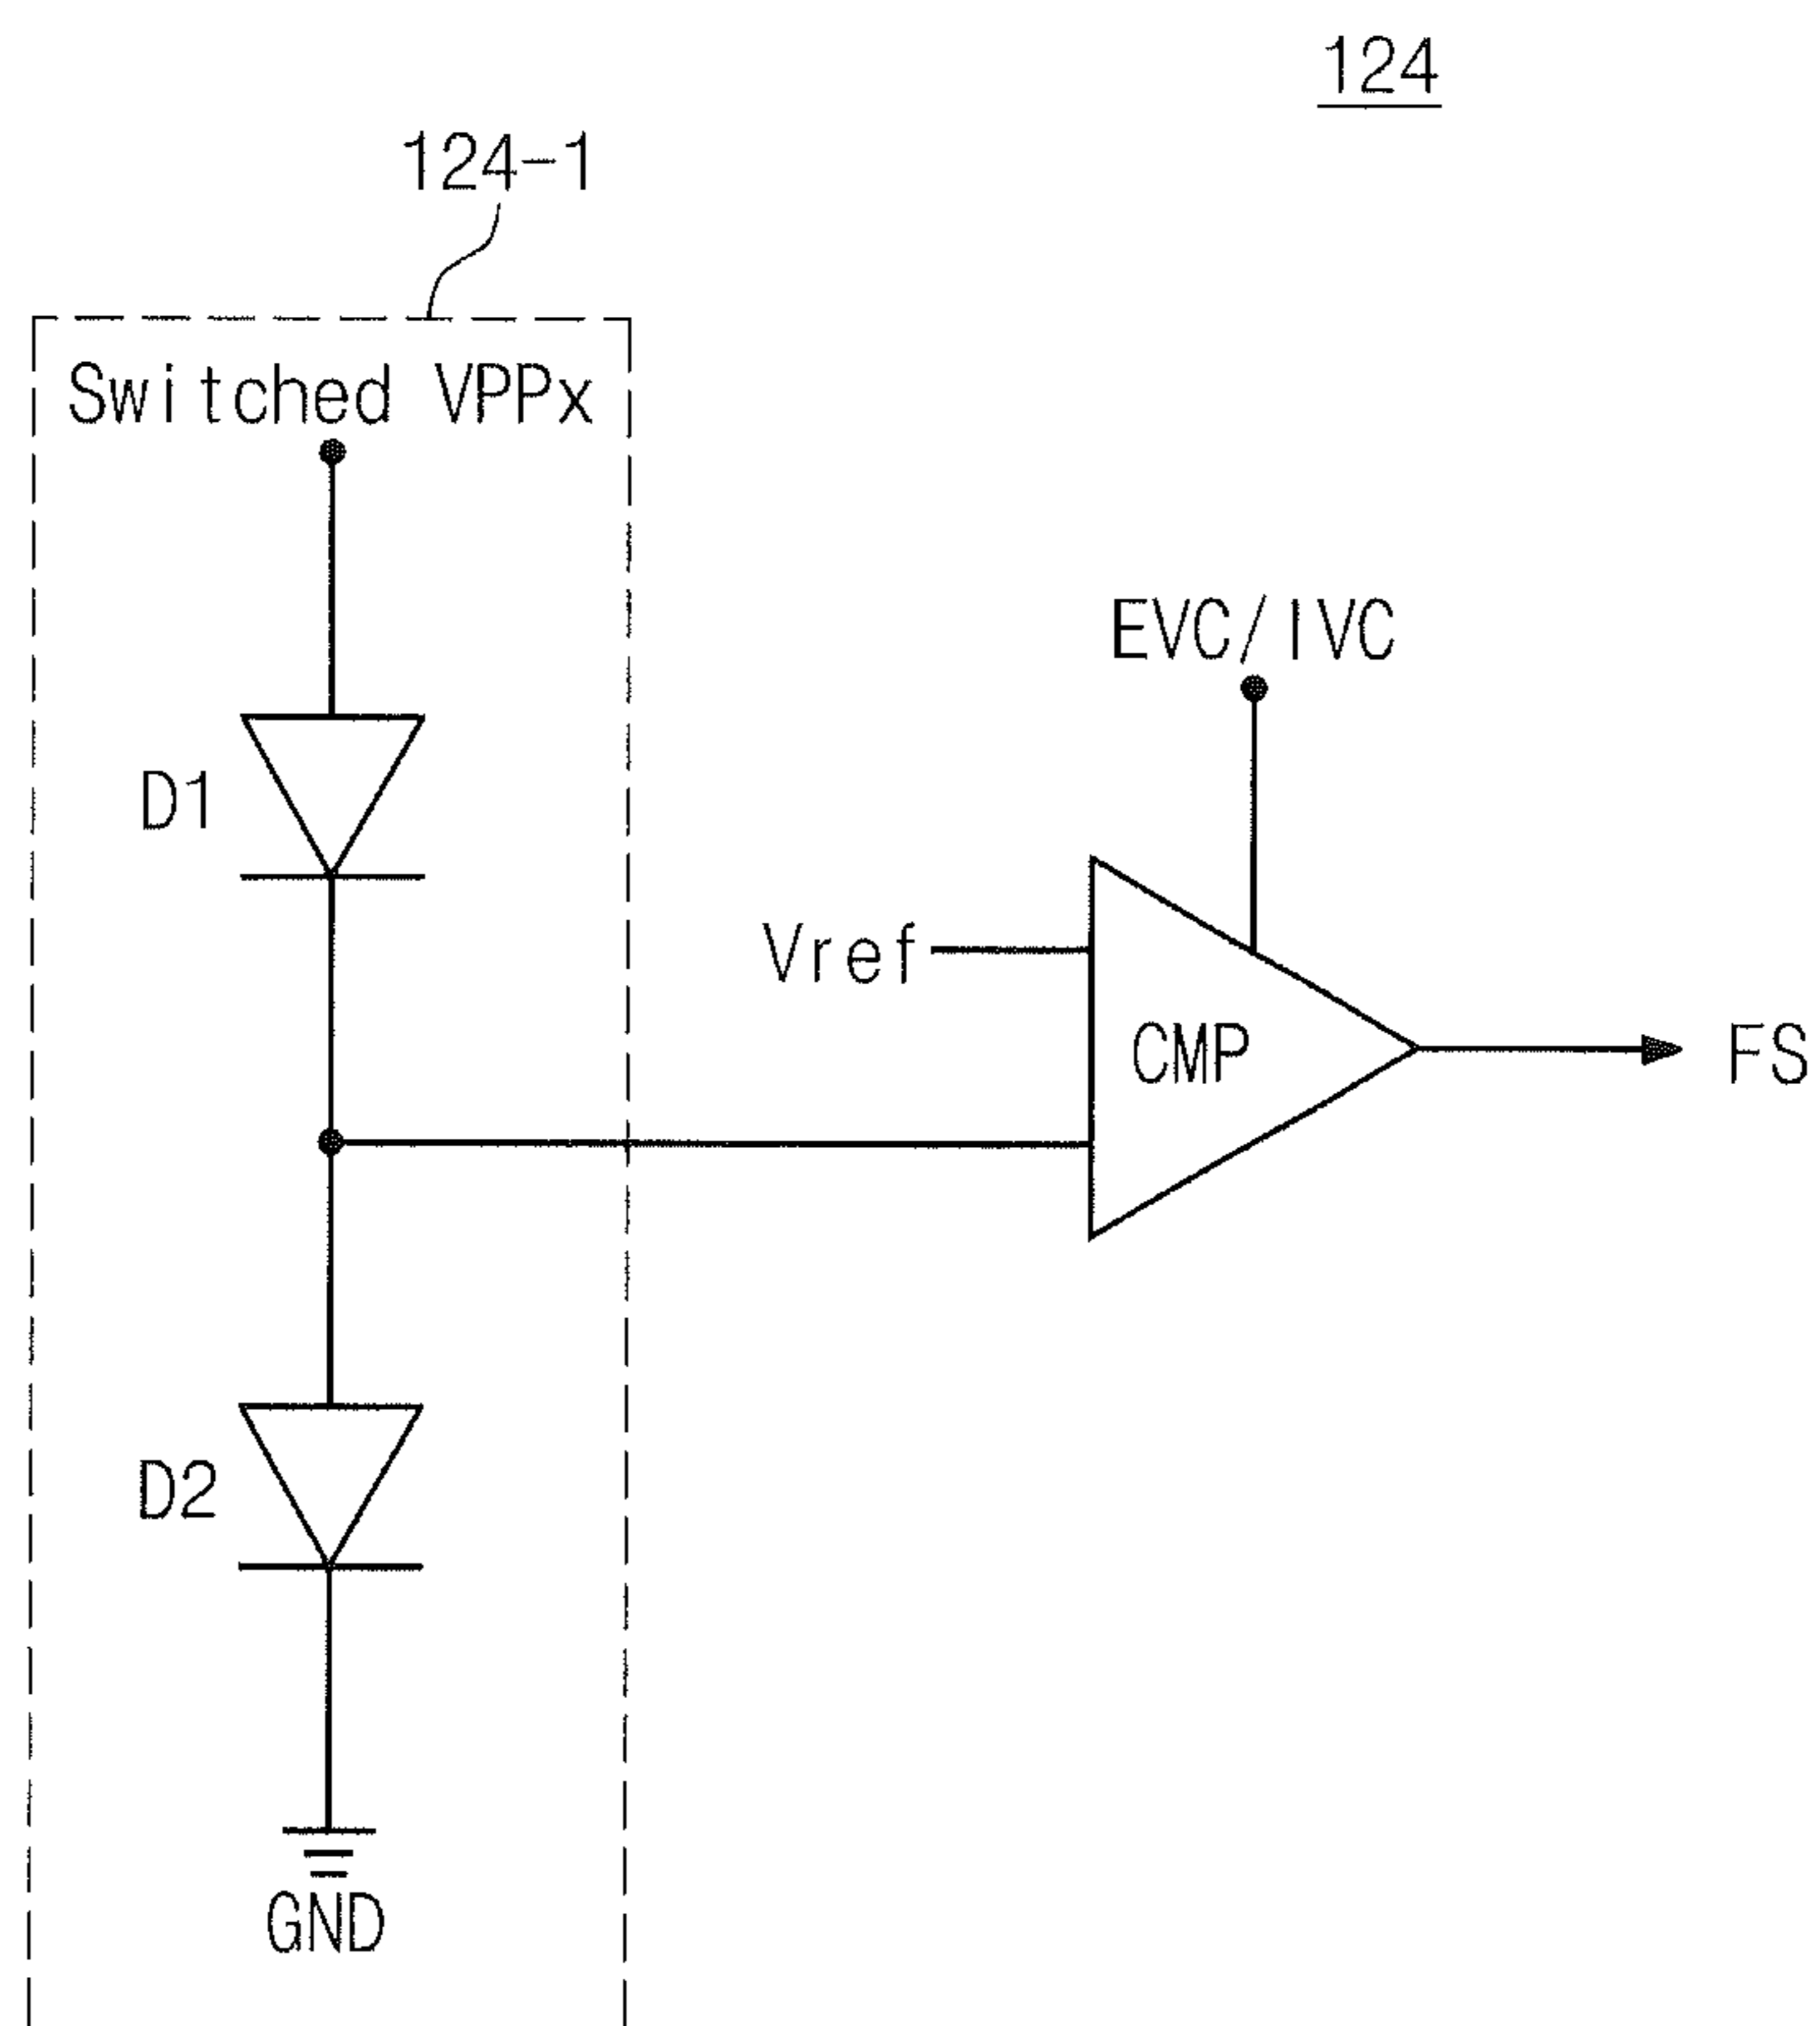 124
124-1
Switched VPPx
EVC/IVC
D1
Vref
CMP
FS
D2
GND